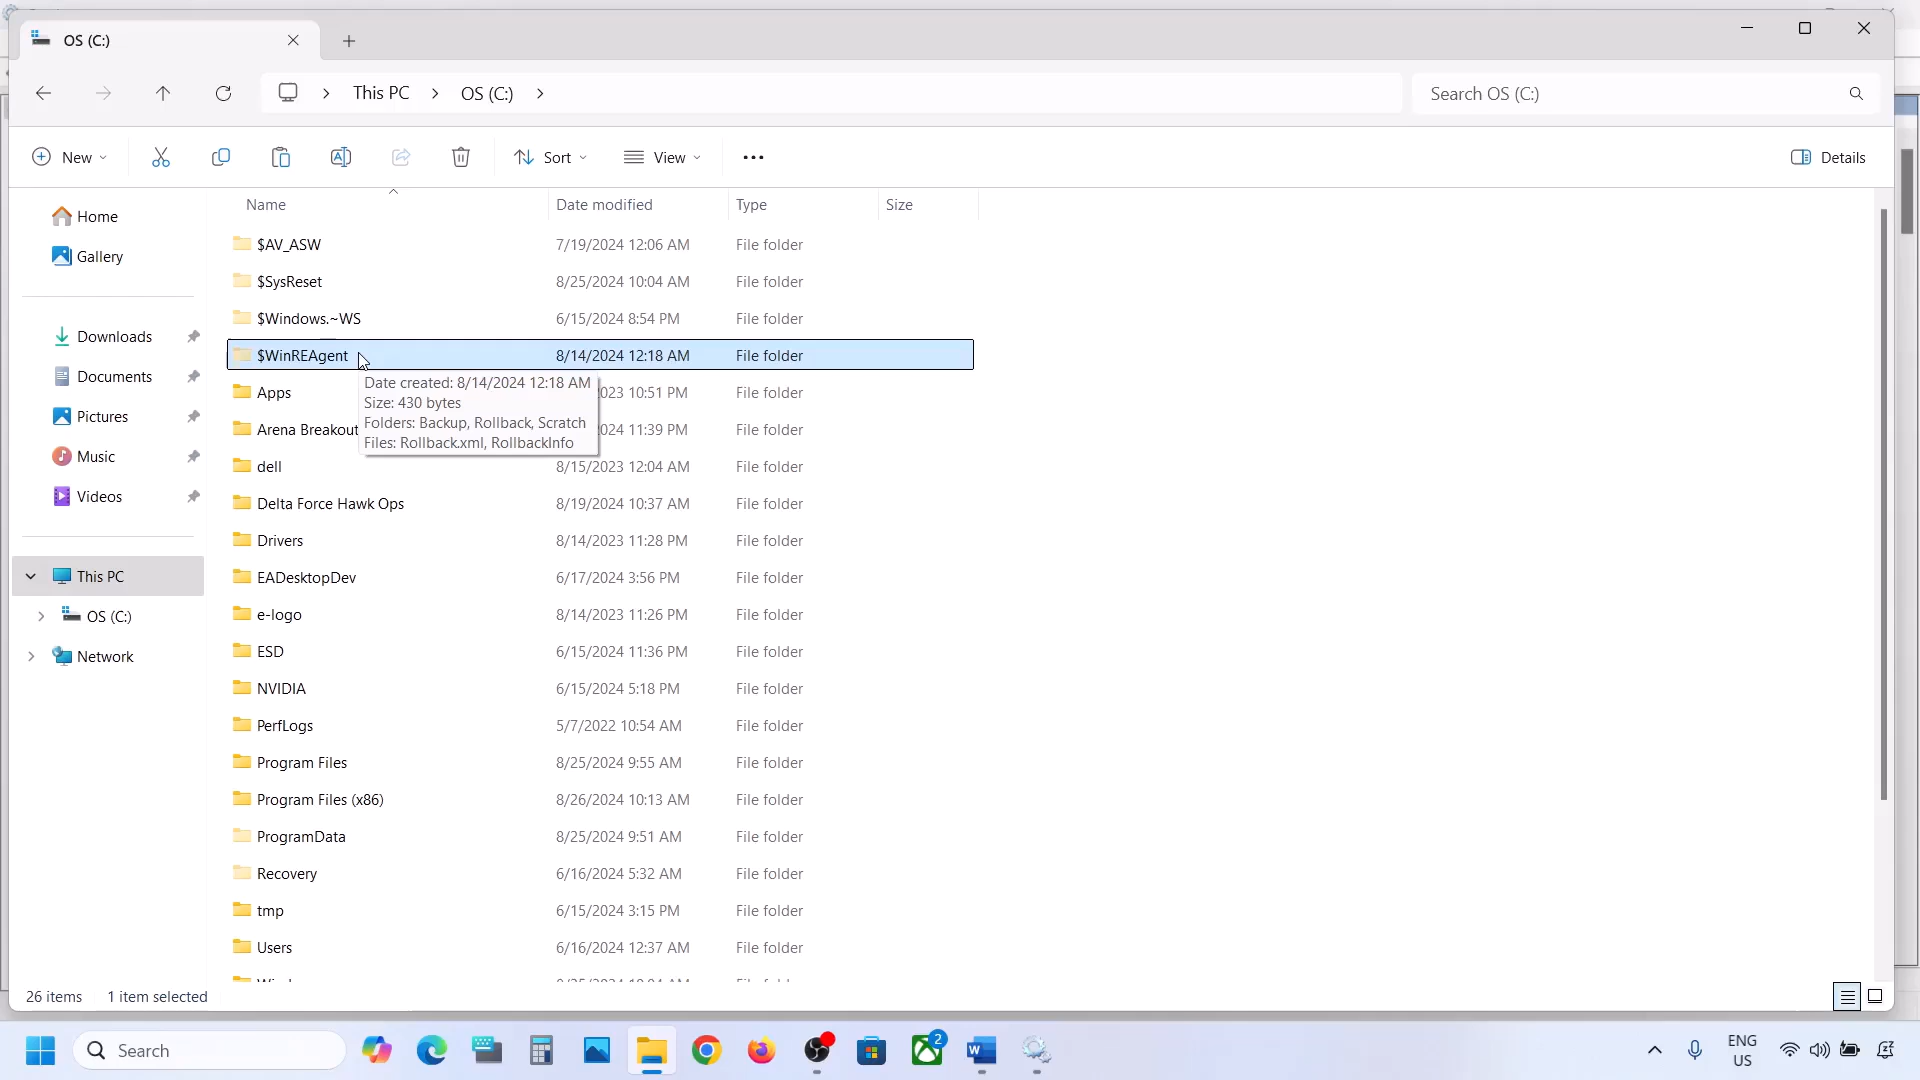 OS (C:)
This PC > OS (C:) >
Search OS (C:)
New
Sort
View
Details
Name Date modified Type Size
Home
Gallery
Downloads
Documents
Pictures
Music
Videos
This PC
OS (C:)
Network
$AV_ASW 7/19/2024 12:06 AM File folder
$SysReset 8/25/2024 10:04 AM File folder
$Windows.~WS 6/15/2024 8:54 PM File folder
$WinREAgent 8/14/2024 12:18 AM File folder
Date created: 8/14/2024 12:18 AM
Size: 430 bytes
Folders: Backup, Rollback, Scratch
Files: Rollback.xml, RollbackInfo
Apps 023 10:51 PM File folder
Arena Breakout 024 11:39 PM File folder
dell 8/15/2023 12:04 AM File folder
Delta Force Hawk Ops 8/19/2024 10:37 AM File folder
Drivers 8/14/2023 11:28 PM File folder
EADesktopDev 6/17/2024 3:56 PM File folder
e-logo 8/14/2023 11:26 PM File folder
ESD 6/15/2024 11:36 PM File folder
NVIDIA 6/15/2024 5:18 PM File folder
PerfLogs 5/7/2022 10:54 AM File folder
Program Files 8/25/2024 9:55 AM File folder
Program Files (x86) 8/26/2024 10:13 AM File folder
ProgramData 8/25/2024 9:51 AM File folder
Recovery 6/16/2024 5:32 AM File folder
tmp 6/15/2024 3:15 PM File folder
Users 6/16/2024 12:37 AM File folder
26 items 1 item selected
Search
2
ENG
US